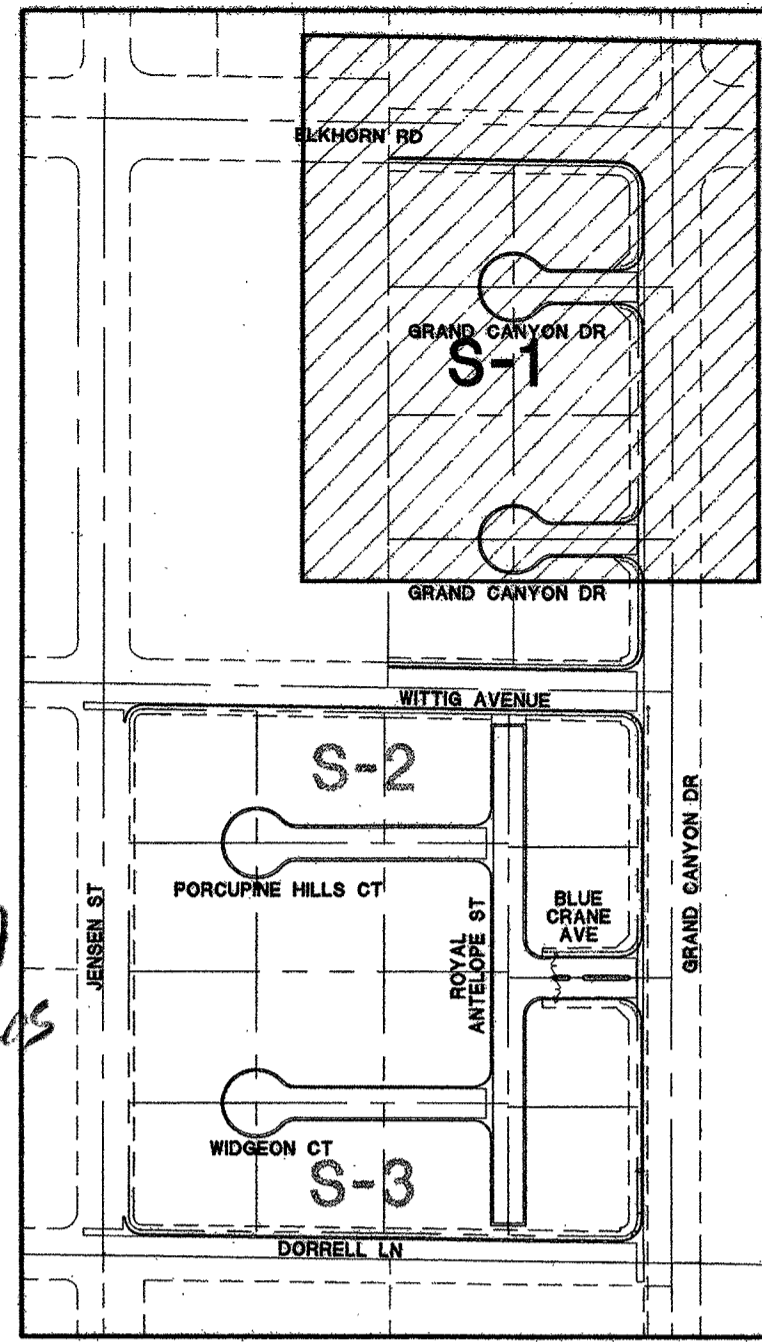 ELKHORN RD
GRAND CANYON DR
S-1
GRAND CANYON DR
WITTIG AVENUE
S-2
PORCUPINE HILLS CT
JENSEN ST
ROYAL
ANTELOPE ST
BLUE
CRANE
AVE
GRAND CANYON DR
WIDGEON CT
S-3
DORRELL LN